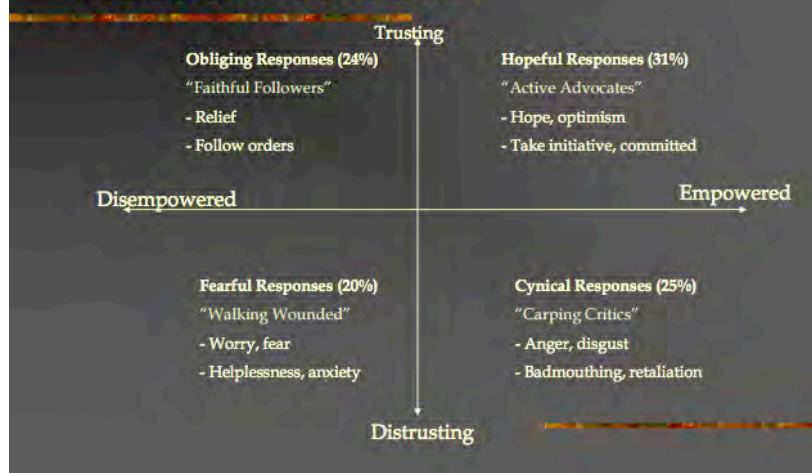 Trusting
Obliging Responses (24%)
“Faithful Followers”
- Relief
- Follow orders
Hopeful Responses (31%)
“Active Advocates”
- Hope, optimism
- Take initiative, committed
Disempowered
Empowered
Fearful Responses (20%)
“Walking Wounded”
- Worry, fear
- Helplessness, anxiety
Cynical Responses (25%)
“Carping Critics”
- Anger, disgust
- Badmouthing, retaliation
Distrusting